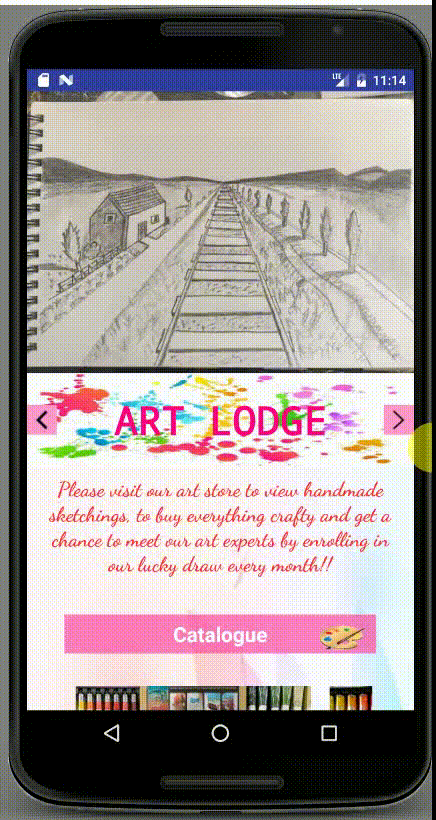 LTE 11:14
ART LODGE
Please visit our art store to view handmade
sketchings, to buy everything crafty and get a
chance to meet our art experts by enrolling in
our lucky draw every month!!
Catalogue